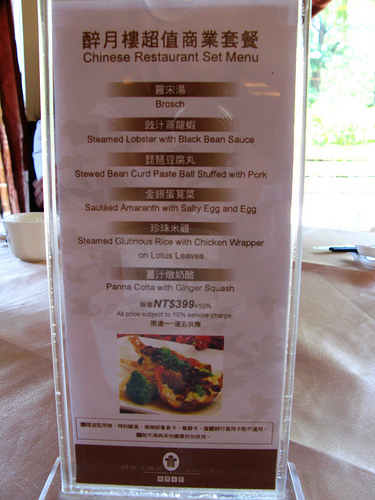 醉月樓超值商業套餐
Chinese Restaurant Set Menu
羅宋湯
Brosch
豉汁蒸龍蝦
Steamed Lobster with Black Bean Sauce
琵琶豆腐丸
Stewed Bean Curd Paste Ball Stuffed with Pork
金銀蛋莧菜
Sautéed Amaranth with Salty Egg and Egg
珍珠米雞
Steamed Glutinous Rice with Chicken Wrapper
on Lotus Leaves
薑汁燉奶酪
Panna Cotta with Ginger Squash
每客NT$399+10%
All price subject to 10% service charge.
限週一~週五供應